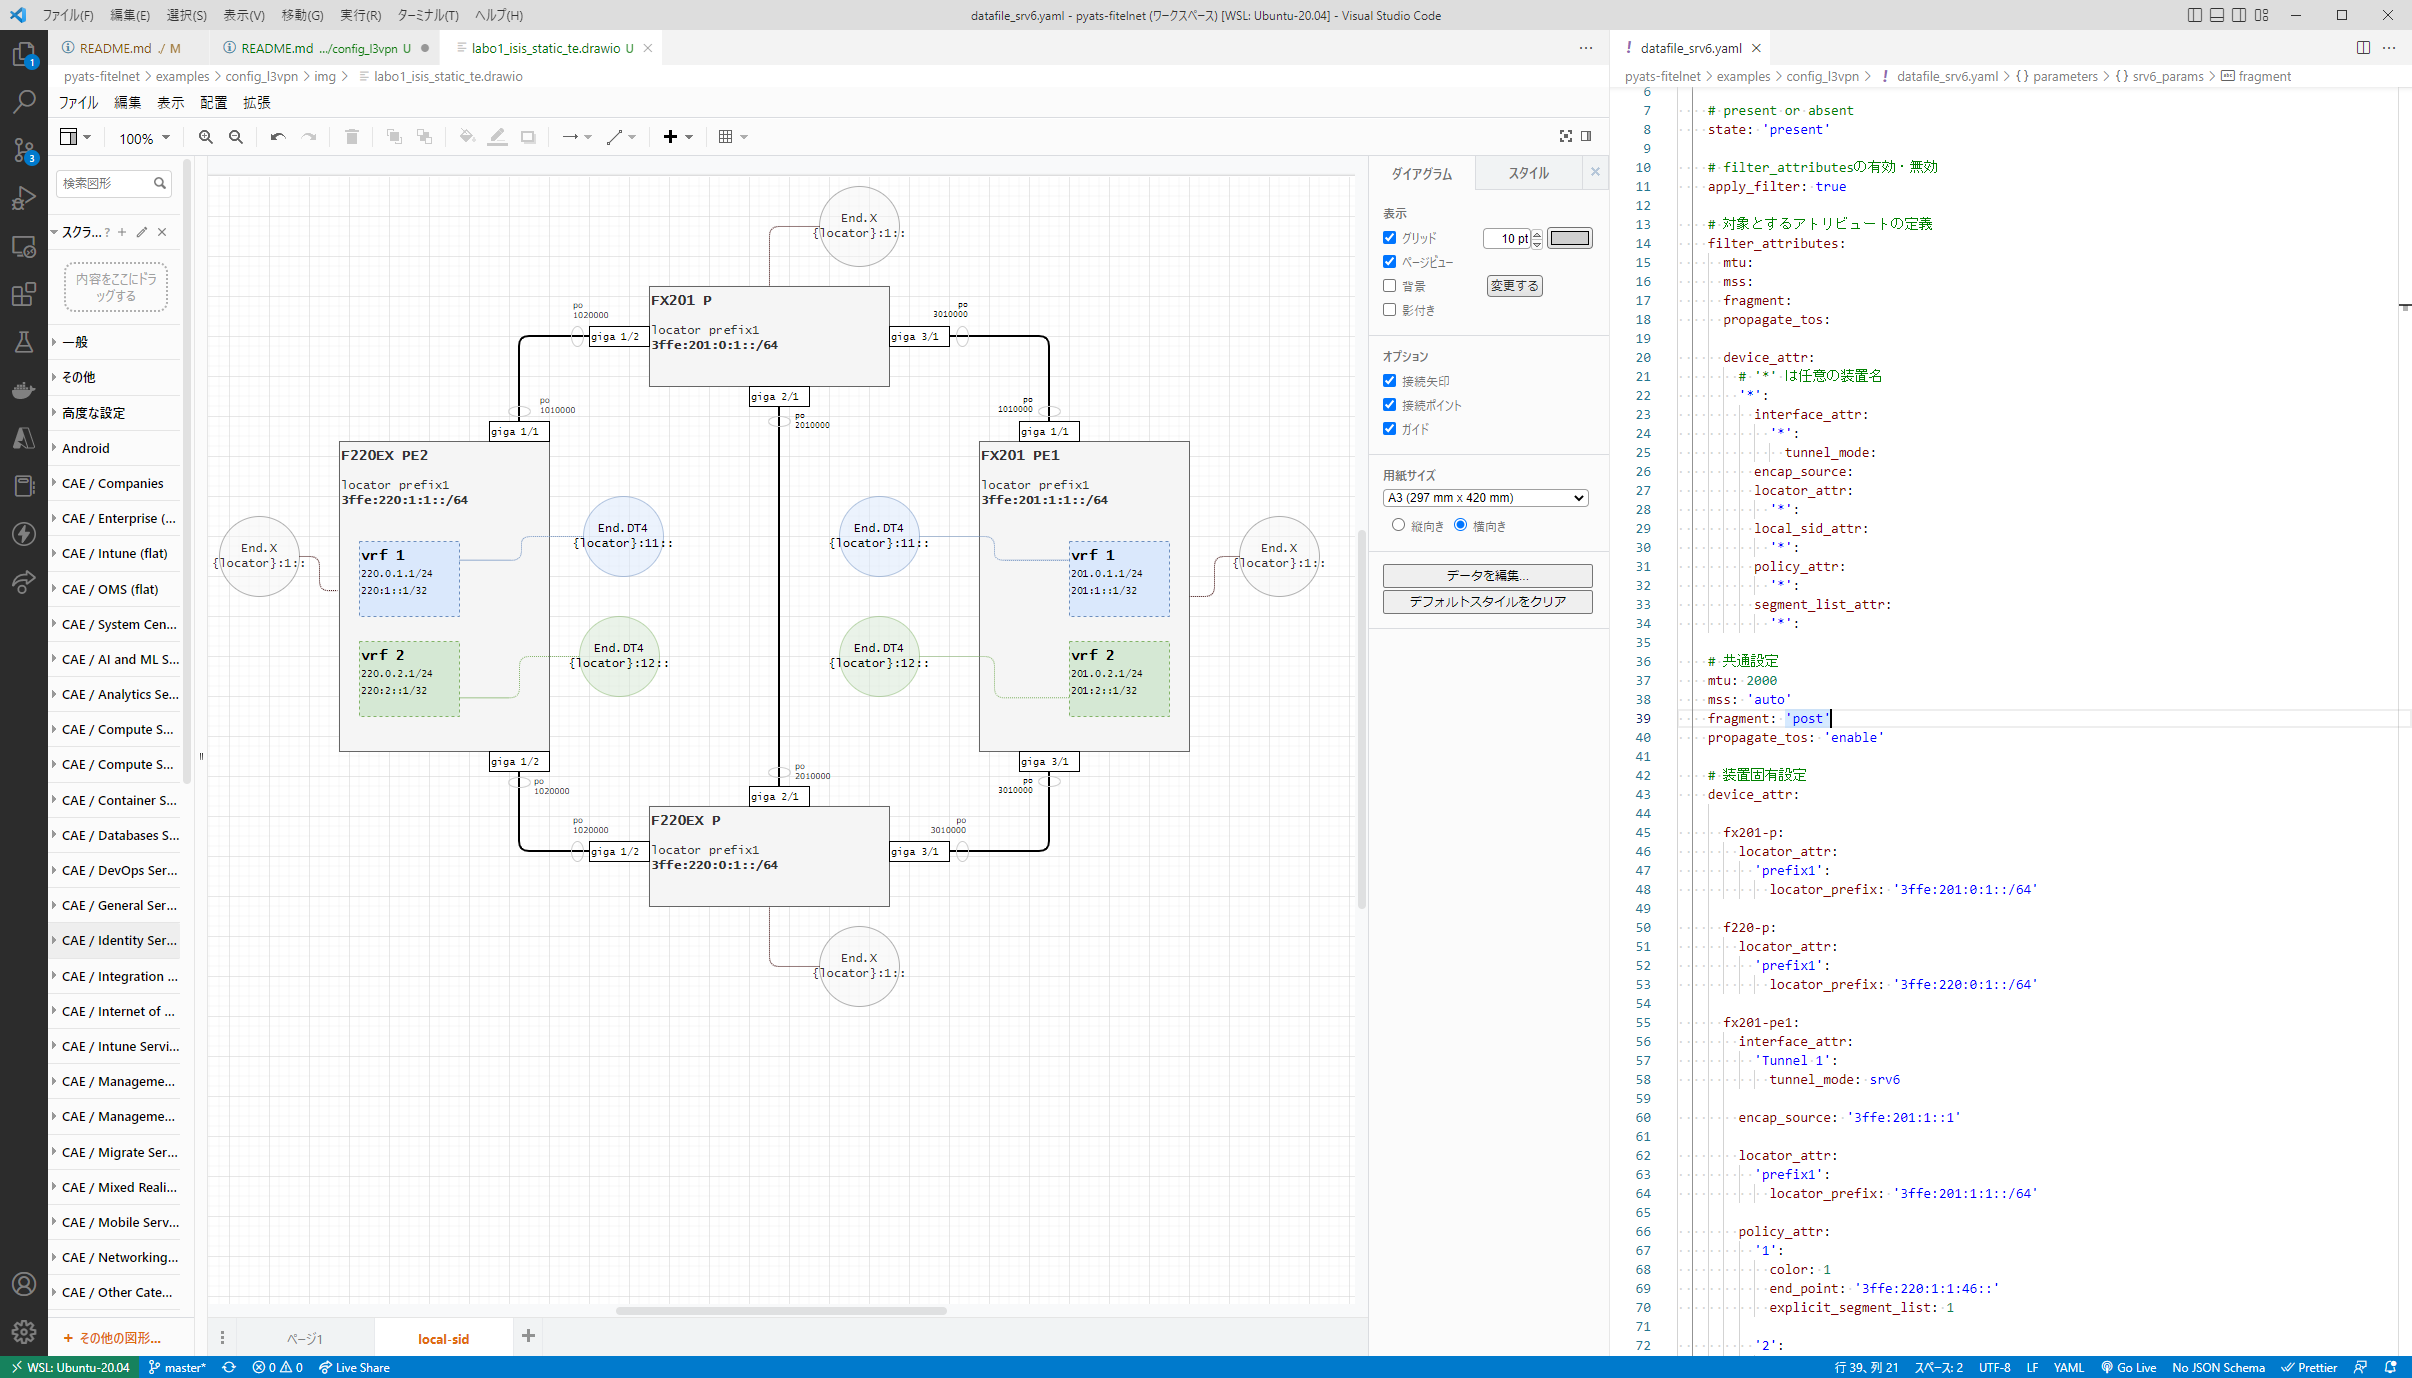 ファイル(F) 編集(E) 選択(S) 表示(V) 移動(G) 実行(R) ターミナル(T) ヘルプ(H)
datafile_srv6.yaml - pyats-fitelnet (ワークスペース) [WSL: Ubuntu-20.04] - Visual Studio Code
README.md ./ M
README.md .../config_l3vpn U
labo1_isis_static_te.drawio U
pyats-fitelnet > examples > config_l3vpn > img > labo1_isis_static_te.drawio
ファイル 編集 表示 配置 拡張
100%
1
3
検索図形
スクラ... ?
内容をここにドラ
ッグする
一般
その他
高度な設定
Android
CAE / Companies
CAE / Enterprise (...
CAE / Intune (flat)
CAE / OMS (flat)
CAE / System Cen...
CAE / AI and ML S...
CAE / Analytics Se...
CAE / Compute S...
CAE / Compute S...
CAE / Container S...
CAE / Databases S...
CAE / DevOps Ser...
CAE / General Ser...
CAE / Identity Ser...
CAE / Integration ...
CAE / Internet of ...
CAE / Intune Servi...
CAE / Manageme...
CAE / Manageme...
CAE / Migrate Ser...
CAE / Mixed Reali...
CAE / Mobile Serv...
CAE / Networking...
CAE / Other Cate...
+ その他の図形...
End.X
{locator}:1::
FX201 P
locator prefix1
3ffe:201:0:1::/64
po
1020000
giga 1/2
po
3010000
giga 3/1
giga 2/1
po
2010000
po
1010000
giga 1/1
po
1010000
giga 1/1
F220EX PE2
locator prefix1
3ffe:220:1:1::/64
End.X
{locator}:1::
vrf 1
220.0.1.1/24
220:1::1/32
End.DT4
{locator}:11::
vrf 2
220.0.2.1/24
220:2::1/32
End.DT4
{locator}:12::
FX201 PE1
locator prefix1
3ffe:201:1:1::/64
End.DT4
{locator}:11::
vrf 1
201.0.1.1/24
201:1::1/32
End.X
{locator}:1::
End.DT4
{locator}:12::
vrf 2
201.0.2.1/24
201:2::1/32
giga 1/2
po
1020000
giga 3/1
po
3010000
po
2010000
giga 2/1
po
1020000
giga 1/2
F220EX P
locator prefix1
3ffe:220:0:1::/64
po
3010000
giga 3/1
End.X
{locator}:1::
ページ1
local-sid
ダイアグラム
スタイル
表示
グリッド 10 pt
ページビュー
背景 変更する
影付き
オプション
接続矢印
接続ポイント
ガイド
用紙サイズ
A3 (297 mm x 420 mm)
縦向き 横向き
データを編集...
デフォルトスタイルをクリア
! datafile_srv6.yaml
pyats-fitelnet > examples > config_l3vpn > ! datafile_srv6.yaml > {} parameters > {} srv6_params > fragment
6
7 # present or absent
8 state: 'present'
9
10 # filter_attributesの有効・無効
11 apply_filter: true
12
13 # 対象とするアトリビュートの定義
14 filter_attributes:
15 mtu:
16 mss:
17 fragment:
18 propagate_tos:
19
20 device_attr:
21 # '*' は任意の装置名
22 '*':
23 interface_attr:
24 '*':
25 tunnel_mode:
26 encap_source:
27 locator_attr:
28 '*':
29 local_sid_attr:
30 '*':
31 policy_attr:
32 '*':
33 segment_list_attr:
34 '*':
35
36 # 共通設定
37 mtu: 2000
38 mss: 'auto'
39 fragment: 'post'
40 propagate_tos: 'enable'
41
42 # 装置固有設定
43 device_attr:
44
45 fx201-p:
46 locator_attr:
47 'prefix1':
48 locator_prefix: '3ffe:201:0:1::/64'
49
50 f220-p:
51 locator_attr:
52 'prefix1':
53 locator_prefix: '3ffe:220:0:1::/64'
54
55 fx201-pe1:
56 interface_attr:
57 'Tunnel 1':
58 tunnel_mode: srv6
59
60 encap_source: '3ffe:201:1::1'
61
62 locator_attr:
63 'prefix1':
64 locator_prefix: '3ffe:201:1:1::/64'
65
66 policy_attr:
67 '1':
68 color: 1
69 end_point: '3ffe:220:1:1:46::'
70 explicit_segment_list: 1
71
72 '2':
WSL: Ubuntu-20.04 master* 0 0 Live Share
行 39、列 21 スペース: 2 UTF-8 LF YAML Go Live No JSON Schema Prettier